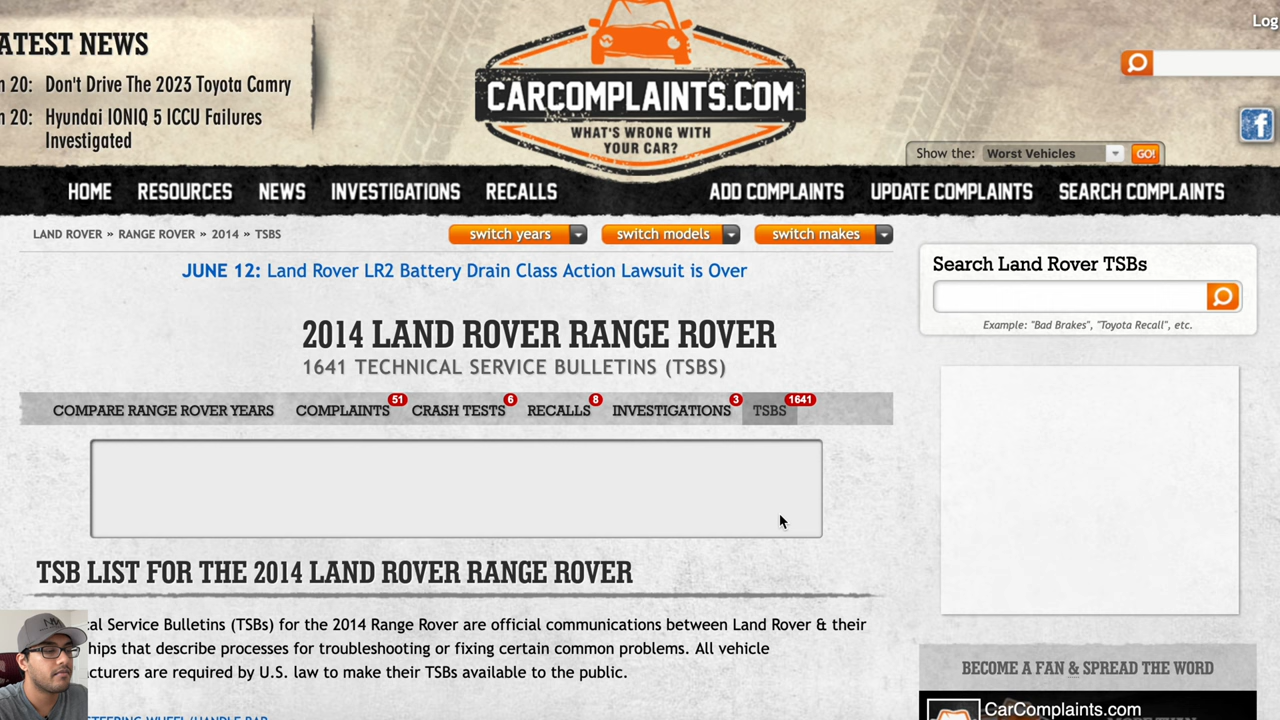 ATEST NEWS
n 20: Don't Drive The 2023 Toyota Camry
n 20: Hyundai IONIQ 5 ICCU Failures
Investigated
CARCOMPLAINTS.COM
WHAT'S WRONG WITH
YOUR CAR?
Log
Show the: Worst Vehicles GO!
HOME RESOURCES NEWS INVESTIGATIONS RECALLS ADD COMPLAINTS UPDATE COMPLAINTS SEARCH COMPLAINTS
LAND ROVER » RANGE ROVER » 2014 » TSBS
switch years switch models switch makes
JUNE 12: Land Rover LR2 Battery Drain Class Action Lawsuit is Over
2014 LAND ROVER RANGE ROVER
1641 TECHNICAL SERVICE BULLETINS (TSBS)
COMPARE RANGE ROVER YEARS COMPLAINTS 51 CRASH TESTS 6 RECALLS 8 INVESTIGATIONS 3 TSBS 1641
TSB LIST FOR THE 2014 LAND ROVER RANGE ROVER
cal Service Bulletins (TSBs) for the 2014 Range Rover are official communications between Land Rover & their
hips that describe processes for troubleshooting or fixing certain common problems. All vehicle
cturers are required by U.S. law to make their TSBs available to the public.
STEERING WHEEL/HANDLE BAR
Search Land Rover TSBs
Example: "Bad Brakes", "Toyota Recall", etc.
BECOME A FAN & SPREAD THE WORD
CarComplaints.com